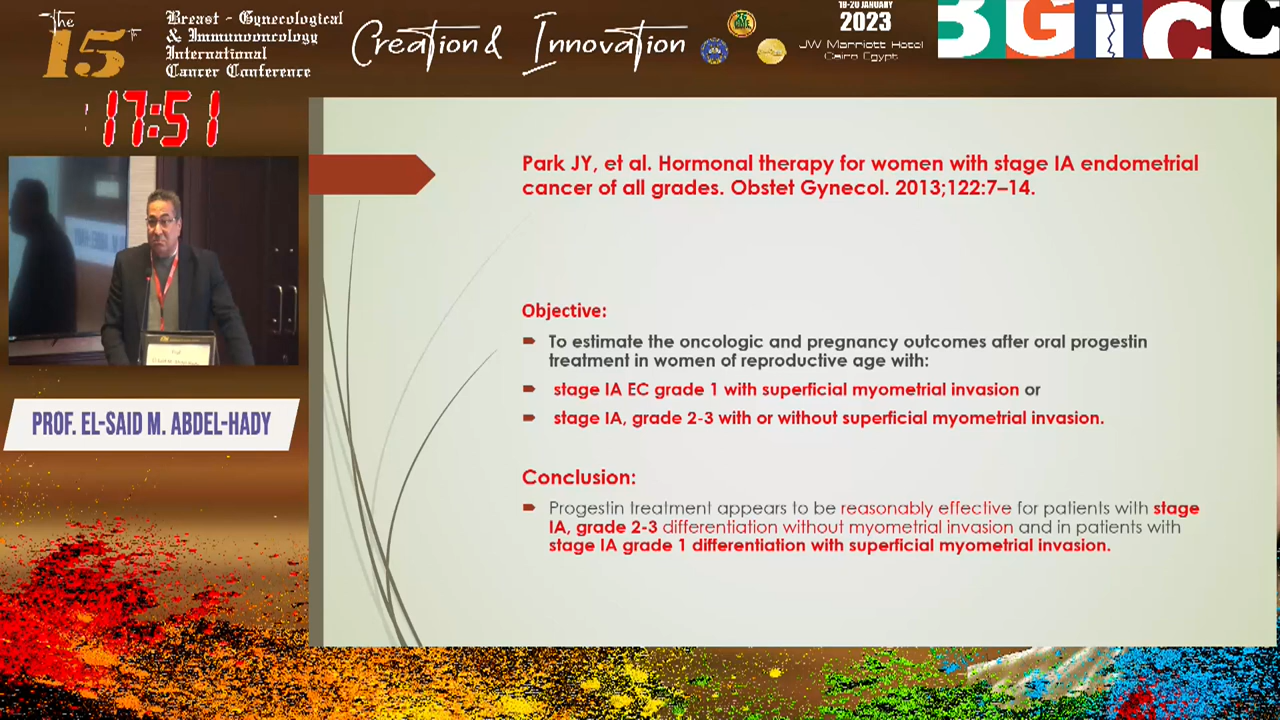 The
15
Breast - Gynecological
& Immunooncology
International
Cancer Conference
Creation & Innovation
18-20 JANUARY
2023
JW Marriott Hotel
Cairo Egypt
BGiCC
17:51
Park JY, et al. Hormonal therapy for women with stage IA endometrial
cancer of all grades. Obstet Gynecol. 2013;122:7–14.
Objective:
To estimate the oncologic and pregnancy outcomes after oral progestin
treatment in women of reproductive age with:
stage IA EC grade 1 with superficial myometrial invasion or
stage IA, grade 2-3 with or without superficial myometrial invasion.
Conclusion:
Progestin treatment appears to be reasonably effective for patients with stage
IA, grade 2-3 differentiation without myometrial invasion and in patients with
stage IA grade 1 differentiation with superficial myometrial invasion.
PROF. EL-SAID M. ABDEL-HADY